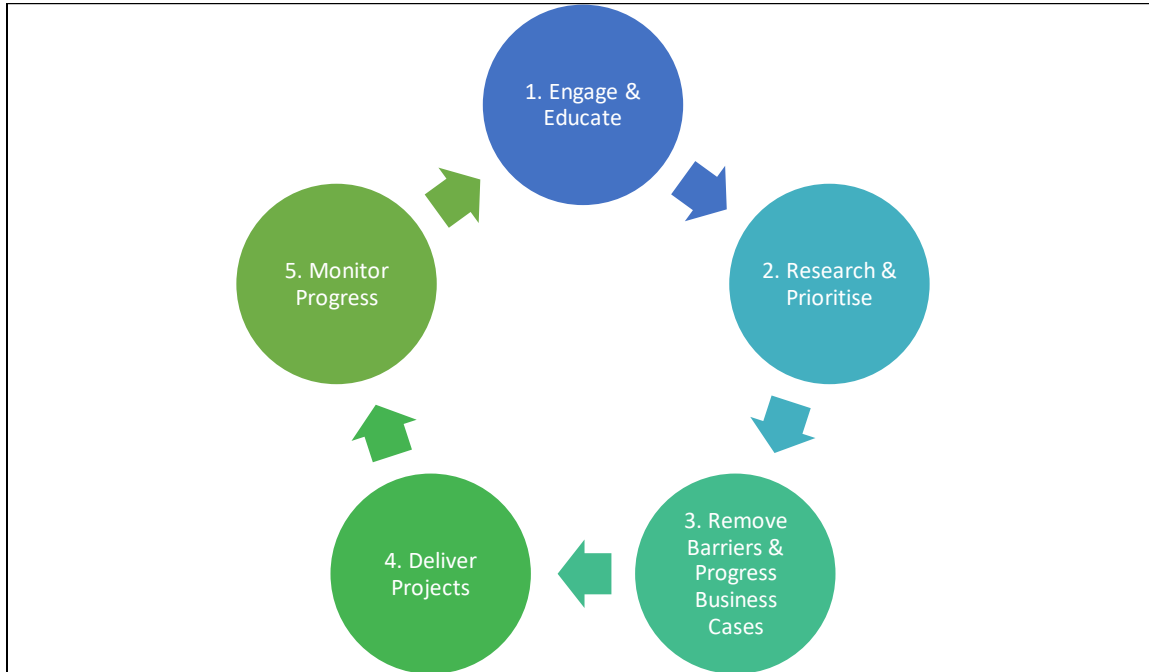 1. Engage &
Educate
2. Research &
Prioritise
3. Remove
Barriers &
Progress
Business
Cases
4. Deliver
Projects
5. Monitor
Progress